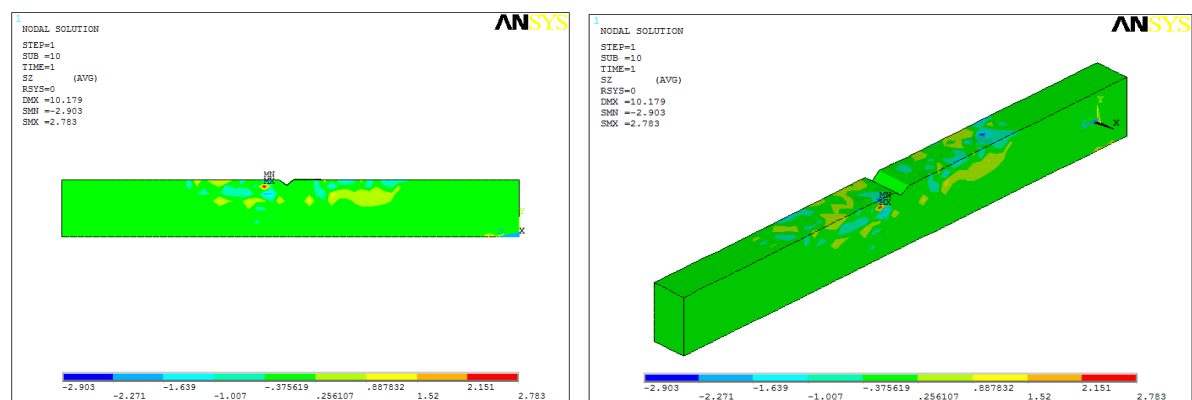 1
ANSYS
NODAL SOLUTION
STEP=1
SUB =10
TIME=1
SZ (AVG)
RSYS=0
DMX =10.179
SMN =-2.903
SMX =2.783
MN
MX
Y
X
-2.903 -1.639 -.375619 .887832 2.151
-2.271 -1.007 .256107 1.52 2.783
1
ANSYS
NODAL SOLUTION
STEP=1
SUB =10
TIME=1
SZ (AVG)
RSYS=0
DMX =10.179
SMN =-2.903
SMX =2.783
Y
X
MN
MX
-2.903 -1.639 -.375619 .887832 2.151
-2.271 -1.007 .256107 1.52 2.783